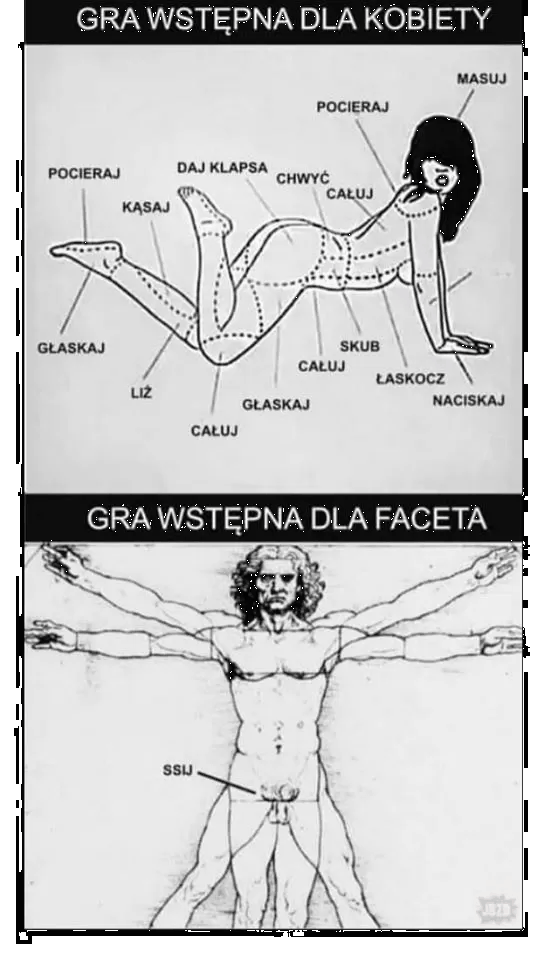 GRA WSTĘPNA DLA KOBIETY
MASUJ
POCIERAJ
DAJ KLAPSA
CHWYĆ
POCIERAJ
CAŁUJ
KĄSAJ
GŁASKAJ
SKUB
CAŁUJ
ŁASKOCZ
LIŻ
GŁASKAJ
NACISKAJ
CAŁUJ
GRA WSTĘPNA DLA FACETA
SSIJ